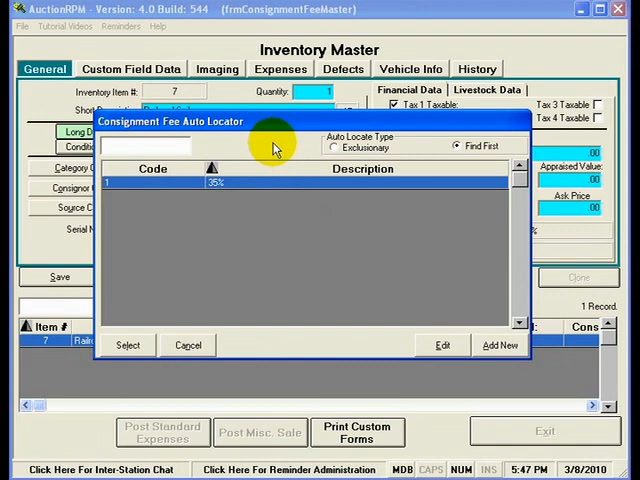 AuctionRPM - Version: 4.0 Build: 544 (frmConsignmentFeeMaster)
File Tutorial Videos Reminders Help
Inventory Master
General Custom Field Data Imaging Expenses Defects Vehicle Info History
Inventory Item #: 7 Quantity: 1
Financial Data Livestock Data
Tax 1 Taxable: Tax 3 Taxable
Tax 4 Taxable
Consignment Fee Auto Locator
Auto Locate Type
Exclusionary Find First
Code Description
1 35%
Select Cancel Edit Add New
00
Appraised Value:
00
Ask Price
00
%
Save Clone
1 Record.
Item # Cons
7
Post Standard Expenses Post Misc. Sale Print Custom Forms Exit
Click Here For Inter-Station Chat Click Here For Reminder Administration MDB CAPS NUM INS 5:47 PM 3/8/2010